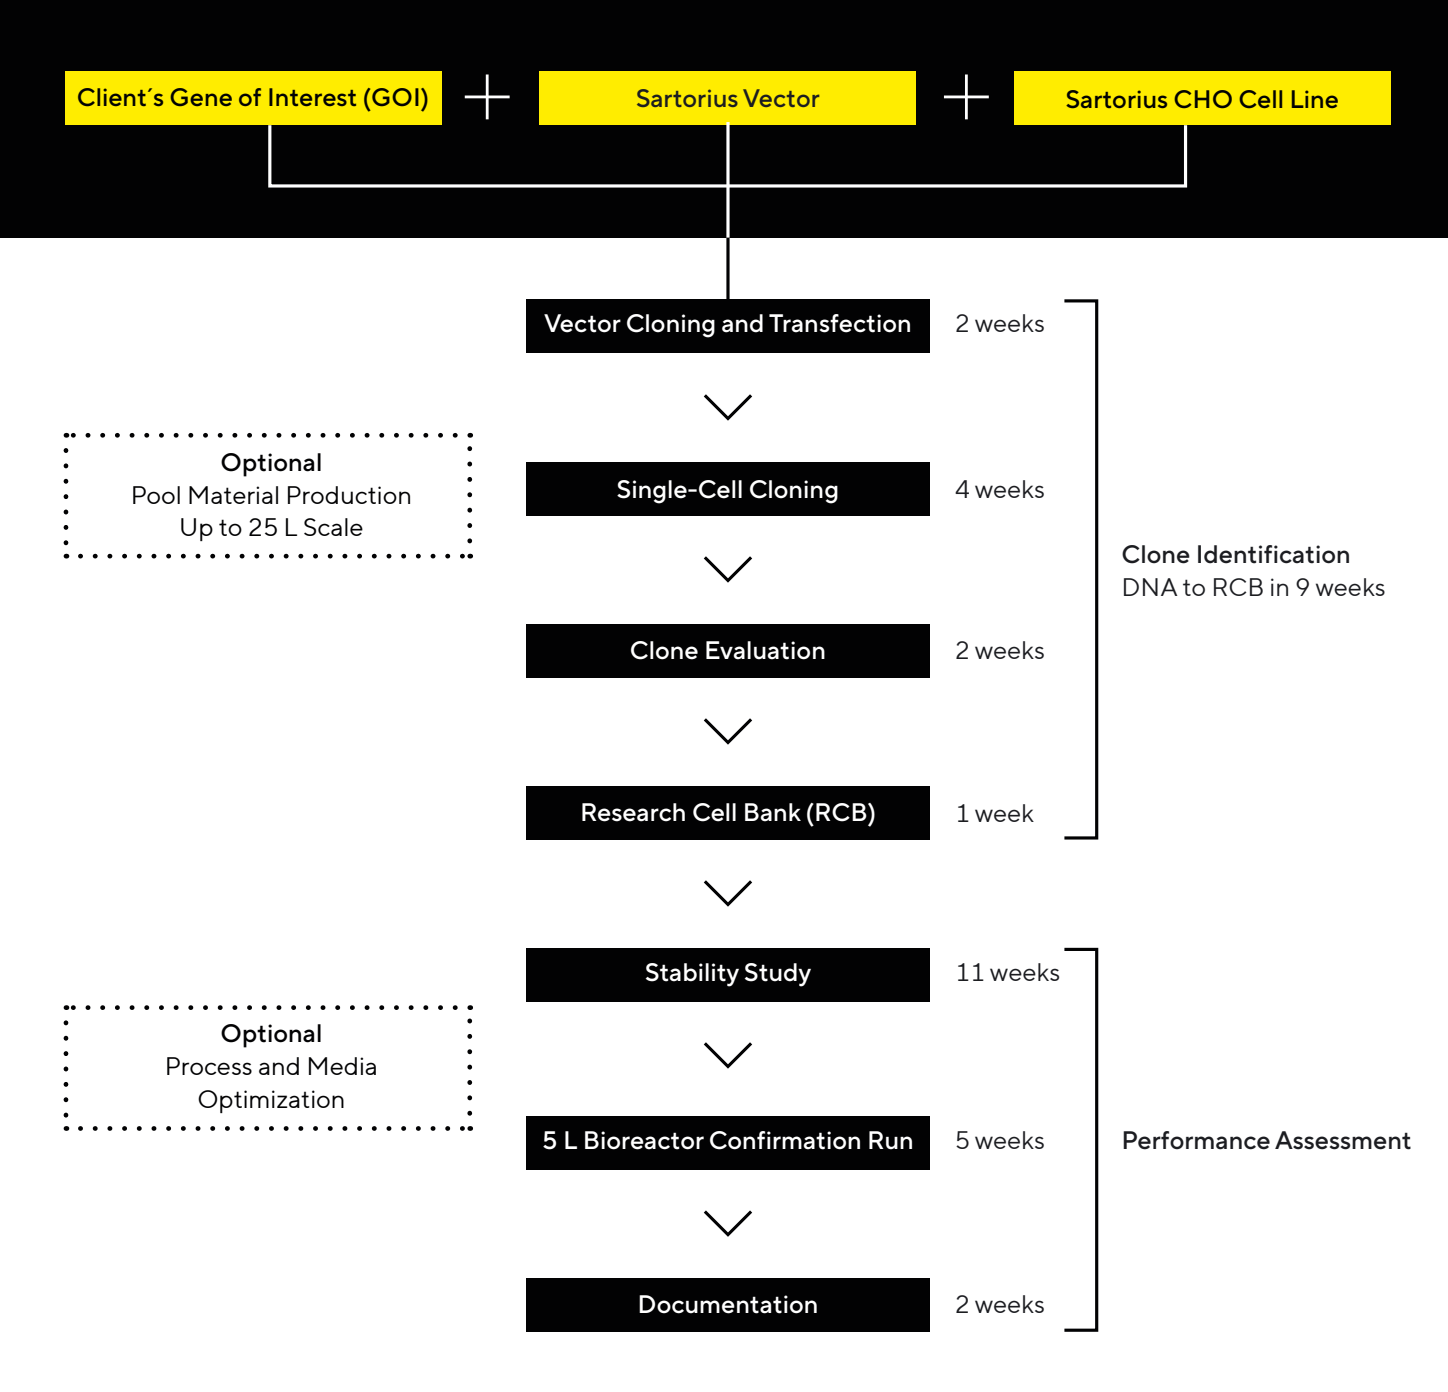 Client´s Gene of Interest (GOI)
Sartorius Vector
Sartorius CHO Cell Line
Vector Cloning and Transfection
2 weeks
Optional
Pool Material Production
Up to 25 L Scale
Single-Cell Cloning
4 weeks
Clone Identification
DNA to RCB in 9 weeks
Clone Evaluation
2 weeks
Research Cell Bank (RCB)
1 week
Stability Study
11 weeks
Optional
Process and Media
Optimization
5 L Bioreactor Confirmation Run
5 weeks
Performance Assessment
Documentation
2 weeks